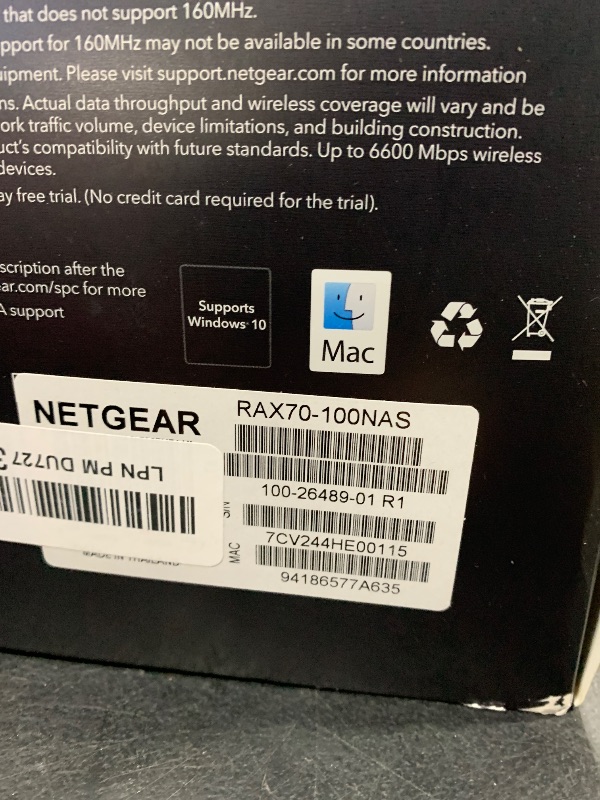 that does not support 160MHz.
pport for 160MHz may not be available in some countries.
uipment. Please visit support.netgear.com for more information
ns. Actual data throughput and wireless coverage will vary and be
ork traffic volume, device limitations, and building construction.
uct's compatibility with future standards. Up to 6600 Mbps wireless
devices.
ay free trial. (No credit card required for the trial).
scription after the
ar.com/spc for more
A support
Supports
Windows 10
Mac
NETGEAR
RAX70-100NAS
100-26489-01 R1
S/N
7CV244HE00115
MAC
94186577A635
LPN PM DU727
MADE IN THAILAND